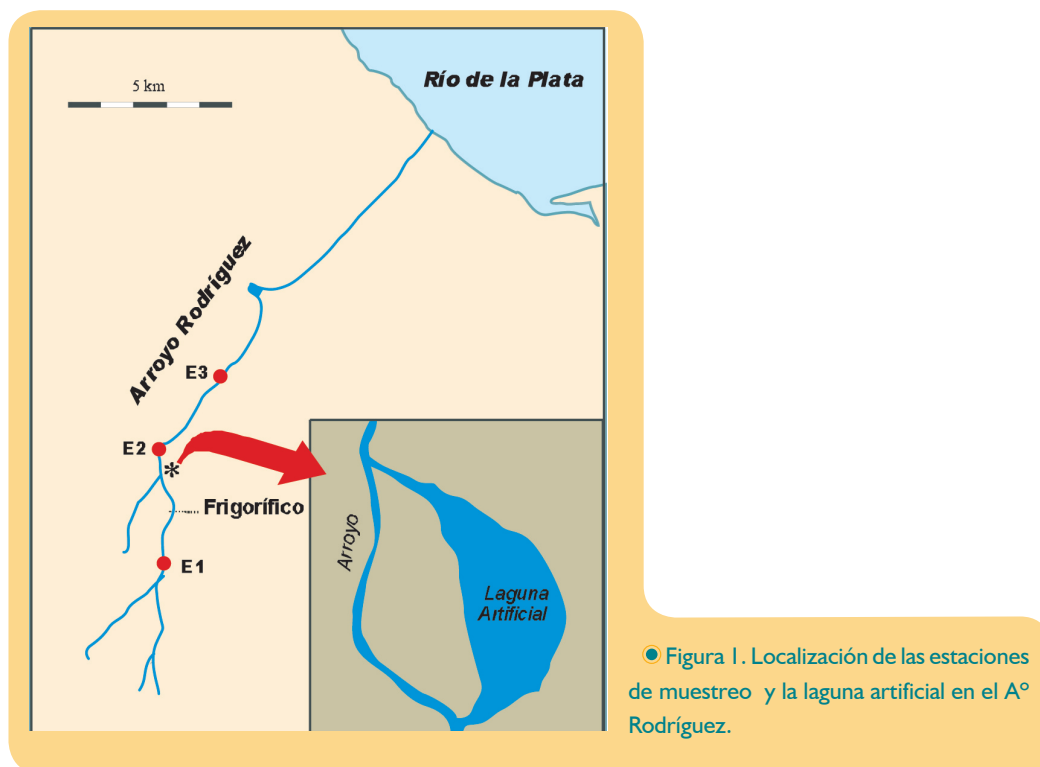 Río de la Plata
5 km
Arroyo Rodríguez
E3
E2
*
Frigorífico
E1
Arroyo
Laguna
Artificial
Figura 1. Localización de las estaciones
de muestreo y la laguna artificial en el Aº
Rodríguez.